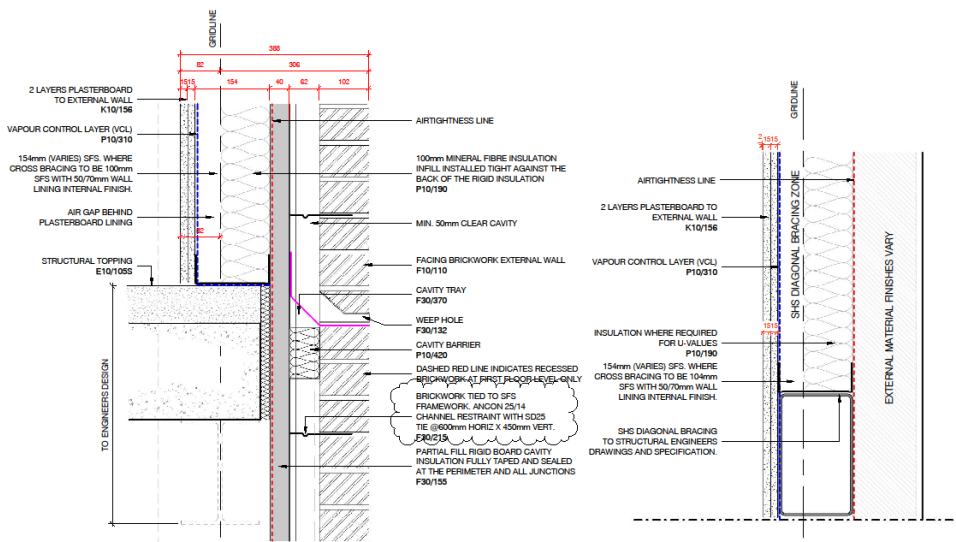 GRIDLINE
388
82
306
1515
154
40
62
102
2 LAYERS PLASTERBOARD
TO EXTERNAL WALL
K10/156
VAPOUR CONTROL LAYER (VCL)
P10/310
154mm (VARIES) SFS. WHERE
CROSS BRACING TO BE 100mm
SFS WITH 50/70mm WALL
LINING INTERNAL FINISH.
AIR GAP BEHIND
PLASTERBOARD LINING
82
STRUCTURAL TOPPING
E10/105S
TO ENGINEERS DESIGN
AIRTIGHTNESS LINE
100mm MINERAL FIBRE INSULATION
INFILL INSTALLED TIGHT AGAINST THE
BACK OF THE RIGID INSULATION
P10/190
MIN. 50mm CLEAR CAVITY
FACING BRICKWORK EXTERNAL WALL
F10/110
CAVITY TRAY
F30/370
WEEP HOLE
F30/132
CAVITY BARRIER
P10/420
DASHED RED LINE INDICATES RECESSED
BRICKWORK AT FIRST FLOOR LEVEL ONLY
BRICKWORK TIED TO SFS
FRAMEWORK. ANCON 25/14
CHANNEL RESTRAINT WITH SD25
TIE @600mm HORIZ X 450mm VERT.
F30/215
PARTIAL FILL RIGID BOARD CAVITY
INSULATION FULLY TAPED AND SEALED
AT THE PERIMETER AND ALL JUNCTIONS
F30/155
GRIDLINE
2
1515
AIRTIGHTNESS LINE
2 LAYERS PLASTERBOARD TO
EXTERNAL WALL
K10/156
VAPOUR CONTROL LAYER (VCL)
P10/310
1515
INSULATION WHERE REQUIRED
FOR U-VALUES
P10/190
154mm (VARIES) SFS. WHERE
CROSS BRACING TO BE 104mm
SFS WITH 50/70mm WALL
LINING INTERNAL FINISH.
SHS DIAGONAL BRACING
TO STRUCTURAL ENGINEERS
DRAWINGS AND SPECIFICATION.
SHS DIAGONAL BRACING ZONE
EXTERNAL MATERIAL FINISHES VARY